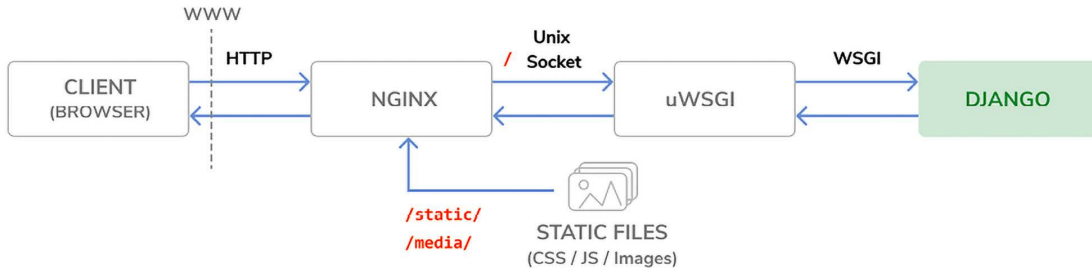 WWW
HTTP
CLIENT
(BROWSER)
NGINX
/
Unix
Socket
uWSGI
WSGI
DJANGO
/static/
/media/
STATIC FILES
(CSS / JS / Images)